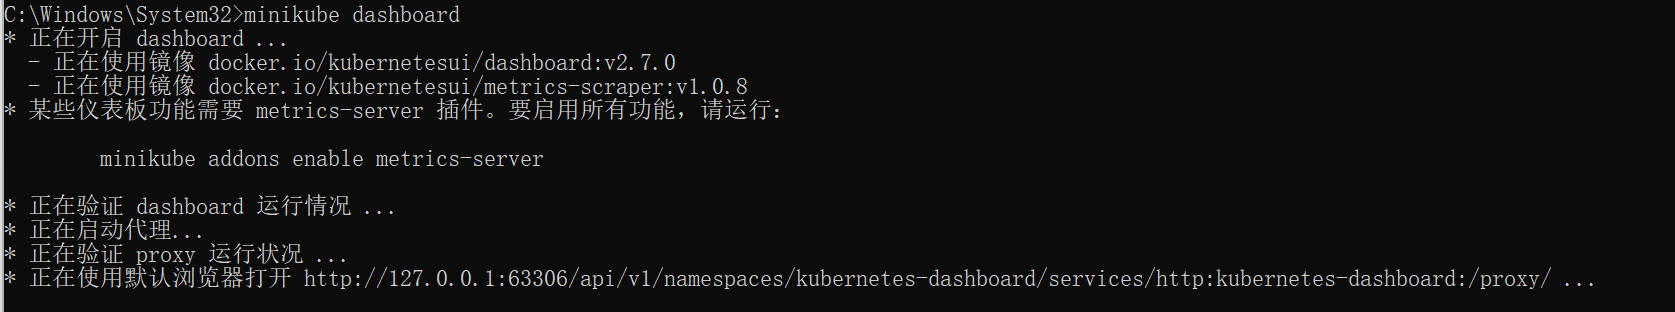 C:\Windows\System32>minikube dashboard
* 正在开启 dashboard ...
  - 正在使用镜像 docker.io/kubernetesui/dashboard:v2.7.0
  - 正在使用镜像 docker.io/kubernetesui/metrics-scraper:v1.0.8
* 某些仪表板功能需要 metrics-server 插件。要启用所有功能，请运行：
        minikube addons enable metrics-server
* 正在验证 dashboard 运行情况 ...
* 正在启动代理...
* 正在验证 proxy 运行状况 ...
* 正在使用默认浏览器打开 http://127.0.0.1:63306/api/v1/namespaces/kubernetes-dashboard/services/http:kubernetes-dashboard:/proxy/ ...